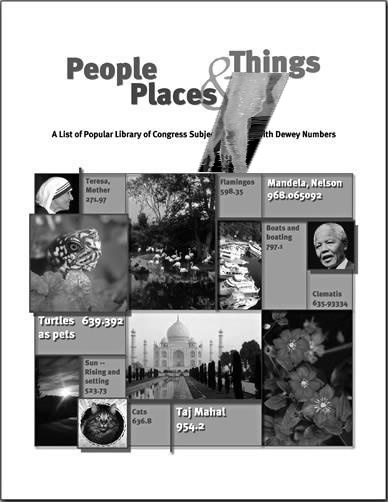 People
Places
&
Things
A List of Popular Library of Congress Subje
ith Dewey Numbers
Teresa,
Mother
271.97
Flamingos
598.35
Mandela, Nelson
968.065092
Boats and
boating
797.1
Clematis
635.93334
Turtles 639.392
as pets
Sun --
Rising and
setting
523.73
Cats
636.8
Taj Mahal
954.2